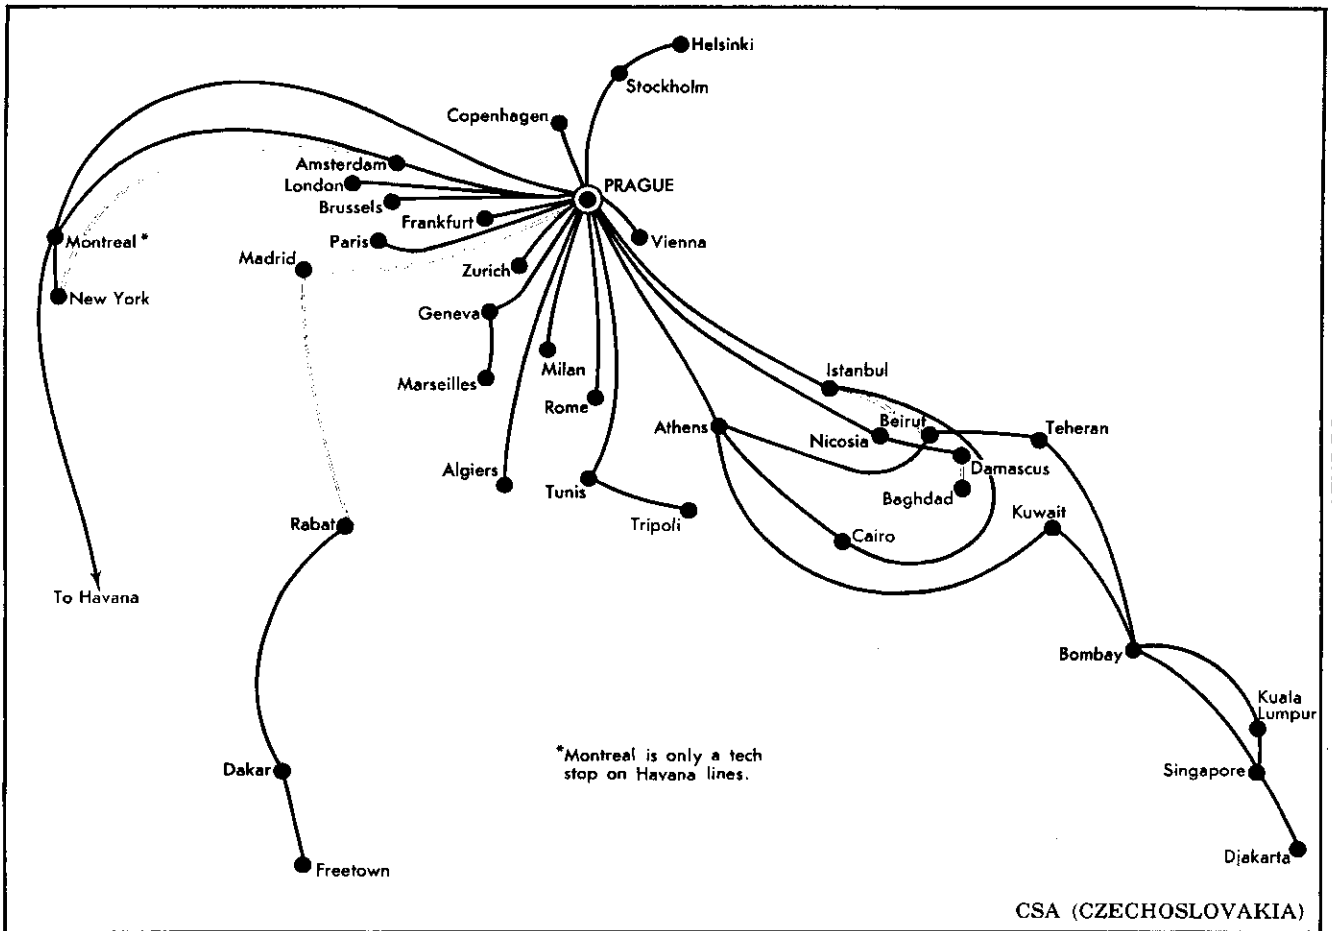 Helsinki
Stockholm
Copenhagen
Amsterdam
London
PRAGUE
Brussels
Frankfurt
Paris
Vienna
Montreal*
Madrid
Zurich
New York
Geneva
Milan
Marseilles
Rome
Istanbul
Athens
Beirut
Nicosia
Teheran
Algiers
Tunis
Damascus
Baghdad
Tripoli
Kuwait
Rabat
Cairo
To Havana
Bombay
Kuala
Lumpur
*Montreal is only a tech
stop on Havana lines.
Dakar
Singapore
Freetown
Djakarta
CSA (CZECHOSLOVAKIA)